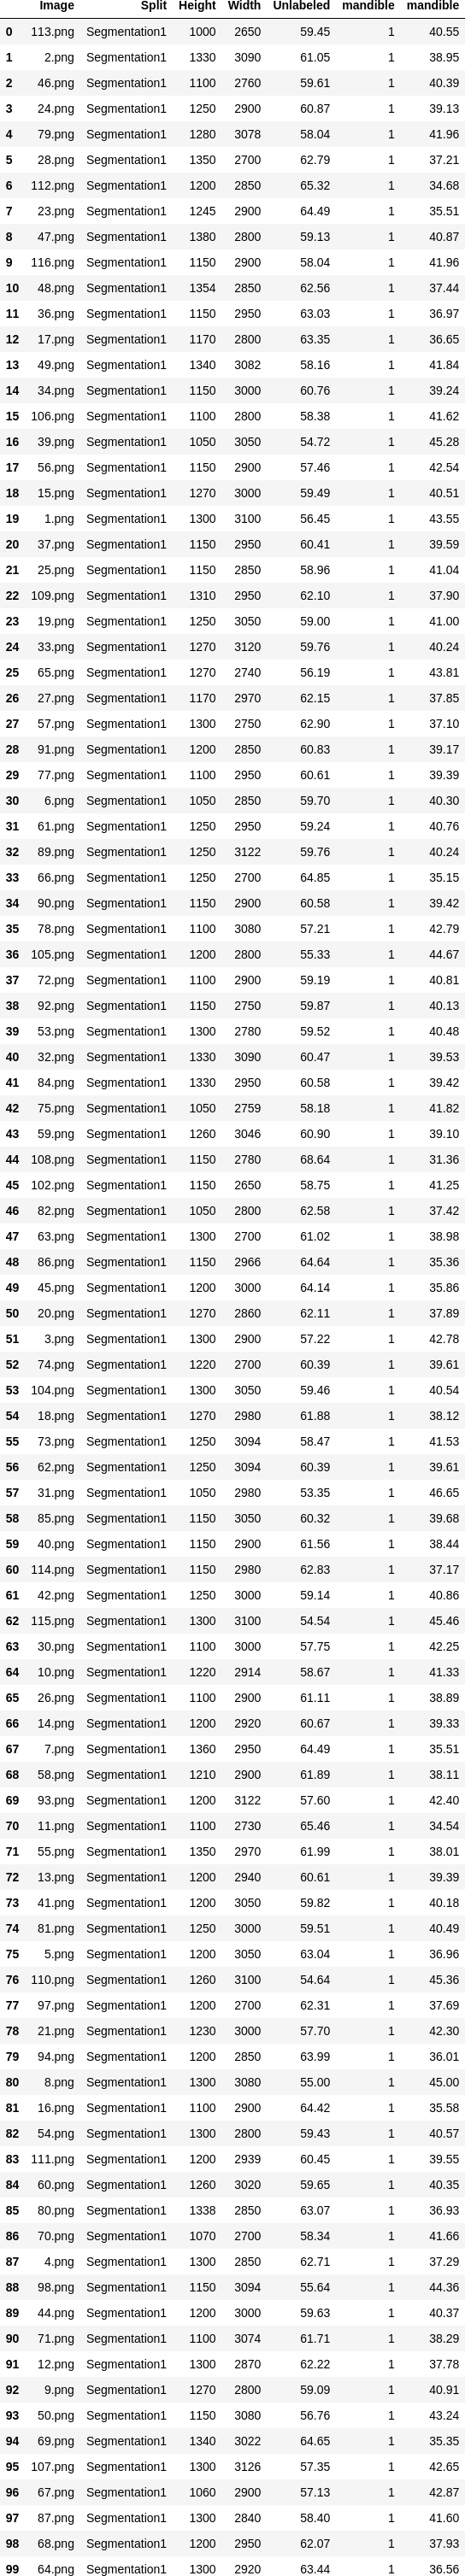 Image Split Height Width Unlabeled mandible mandible
0 113.png Segmentation1 1000 2650 59.45 1 40.55
1 2.png Segmentation1 1330 3090 61.05 1 38.95
2 46.png Segmentation1 1100 2760 59.61 1 40.39
3 24.png Segmentation1 1250 2900 60.87 1 39.13
4 79.png Segmentation1 1280 3078 58.04 1 41.96
5 28.png Segmentation1 1350 2700 62.79 1 37.21
6 112.png Segmentation1 1200 2850 65.32 1 34.68
7 23.png Segmentation1 1245 2900 64.49 1 35.51
8 47.png Segmentation1 1380 2800 59.13 1 40.87
9 116.png Segmentation1 1150 2900 58.04 1 41.96
10 48.png Segmentation1 1354 2850 62.56 1 37.44
11 36.png Segmentation1 1150 2950 63.03 1 36.97
12 17.png Segmentation1 1170 2800 63.35 1 36.65
13 49.png Segmentation1 1340 3082 58.16 1 41.84
14 34.png Segmentation1 1150 3000 60.76 1 39.24
15 106.png Segmentation1 1100 2800 58.38 1 41.62
16 39.png Segmentation1 1050 3050 54.72 1 45.28
17 56.png Segmentation1 1150 2900 57.46 1 42.54
18 15.png Segmentation1 1270 3000 59.49 1 40.51
19 1.png Segmentation1 1300 3100 56.45 1 43.55
20 37.png Segmentation1 1150 2950 60.41 1 39.59
21 25.png Segmentation1 1150 2850 58.96 1 41.04
22 109.png Segmentation1 1310 2950 62.10 1 37.90
23 19.png Segmentation1 1250 3050 59.00 1 41.00
24 33.png Segmentation1 1270 3120 59.76 1 40.24
25 65.png Segmentation1 1270 2740 56.19 1 43.81
26 27.png Segmentation1 1170 2970 62.15 1 37.85
27 57.png Segmentation1 1300 2750 62.90 1 37.10
28 91.png Segmentation1 1200 2850 60.83 1 39.17
29 77.png Segmentation1 1100 2950 60.61 1 39.39
30 6.png Segmentation1 1050 2850 59.70 1 40.30
31 61.png Segmentation1 1250 2950 59.24 1 40.76
32 89.png Segmentation1 1250 3122 59.76 1 40.24
33 66.png Segmentation1 1250 2700 64.85 1 35.15
34 90.png Segmentation1 1150 2900 60.58 1 39.42
35 78.png Segmentation1 1100 3080 57.21 1 42.79
36 105.png Segmentation1 1200 2800 55.33 1 44.67
37 72.png Segmentation1 1100 2900 59.19 1 40.81
38 92.png Segmentation1 1150 2750 59.87 1 40.13
39 53.png Segmentation1 1300 2780 59.52 1 40.48
40 32.png Segmentation1 1330 3090 60.47 1 39.53
41 84.png Segmentation1 1330 2950 60.58 1 39.42
42 75.png Segmentation1 1050 2759 58.18 1 41.82
43 59.png Segmentation1 1260 3046 60.90 1 39.10
44 108.png Segmentation1 1150 2780 68.64 1 31.36
45 102.png Segmentation1 1150 2650 58.75 1 41.25
46 82.png Segmentation1 1050 2800 62.58 1 37.42
47 63.png Segmentation1 1300 2700 61.02 1 38.98
48 86.png Segmentation1 1150 2966 64.64 1 35.36
49 45.png Segmentation1 1200 3000 64.14 1 35.86
50 20.png Segmentation1 1270 2860 62.11 1 37.89
51 3.png Segmentation1 1300 2900 57.22 1 42.78
52 74.png Segmentation1 1220 2700 60.39 1 39.61
53 104.png Segmentation1 1300 3050 59.46 1 40.54
54 18.png Segmentation1 1270 2980 61.88 1 38.12
55 73.png Segmentation1 1250 3094 58.47 1 41.53
56 62.png Segmentation1 1250 3094 60.39 1 39.61
57 31.png Segmentation1 1050 2980 53.35 1 46.65
58 85.png Segmentation1 1150 3050 60.32 1 39.68
59 40.png Segmentation1 1150 2900 61.56 1 38.44
60 114.png Segmentation1 1150 2980 62.83 1 37.17
61 42.png Segmentation1 1250 3000 59.14 1 40.86
62 115.png Segmentation1 1300 3100 54.54 1 45.46
63 30.png Segmentation1 1100 3000 57.75 1 42.25
64 10.png Segmentation1 1220 2914 58.67 1 41.33
65 26.png Segmentation1 1100 2900 61.11 1 38.89
66 14.png Segmentation1 1200 2920 60.67 1 39.33
67 7.png Segmentation1 1360 2950 64.49 1 35.51
68 58.png Segmentation1 1210 2900 61.89 1 38.11
69 93.png Segmentation1 1200 3122 57.60 1 42.40
70 11.png Segmentation1 1100 2730 65.46 1 34.54
71 55.png Segmentation1 1350 2970 61.99 1 38.01
72 13.png Segmentation1 1200 2940 60.61 1 39.39
73 41.png Segmentation1 1200 3050 59.82 1 40.18
74 81.png Segmentation1 1250 3000 59.51 1 40.49
75 5.png Segmentation1 1200 3050 63.04 1 36.96
76 110.png Segmentation1 1260 3100 54.64 1 45.36
77 97.png Segmentation1 1200 2700 62.31 1 37.69
78 21.png Segmentation1 1230 3000 57.70 1 42.30
79 94.png Segmentation1 1200 2850 63.99 1 36.01
80 8.png Segmentation1 1300 3080 55.00 1 45.00
81 16.png Segmentation1 1100 2900 64.42 1 35.58
82 54.png Segmentation1 1300 2800 59.43 1 40.57
83 111.png Segmentation1 1200 2939 60.45 1 39.55
84 60.png Segmentation1 1260 3020 59.65 1 40.35
85 80.png Segmentation1 1338 2850 63.07 1 36.93
86 70.png Segmentation1 1070 2700 58.34 1 41.66
87 4.png Segmentation1 1300 2850 62.71 1 37.29
88 98.png Segmentation1 1150 3094 55.64 1 44.36
89 44.png Segmentation1 1200 3000 59.63 1 40.37
90 71.png Segmentation1 1100 3074 61.71 1 38.29
91 12.png Segmentation1 1300 2870 62.22 1 37.78
92 9.png Segmentation1 1270 2800 59.09 1 40.91
93 50.png Segmentation1 1150 3080 56.76 1 43.24
94 69.png Segmentation1 1340 3022 64.65 1 35.35
95 107.png Segmentation1 1300 3126 57.35 1 42.65
96 67.png Segmentation1 1060 2900 57.13 1 42.87
97 87.png Segmentation1 1300 2840 58.40 1 41.60
98 68.png Segmentation1 1200 2950 62.07 1 37.93
99 64.png Segmentation1 1300 2920 63.44 1 36.56